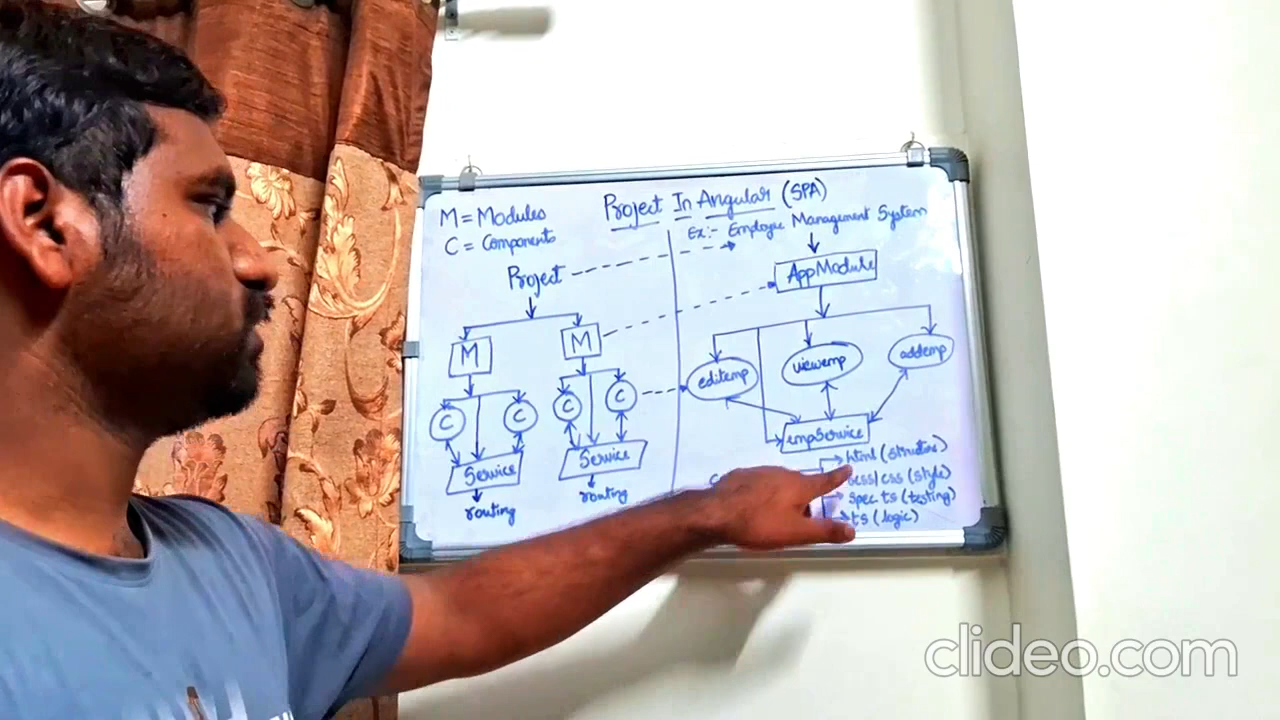 Project In Angular (SPA)
M = Modules
C = Components
Ex:- Employee Management System
Project
AppModule
M
M
editemp
viewemp
addemp
C
C
C
C
empService
Service
Service
routing
routing
html (structure)
scss/css (style)
spec ts (testing)
ts (logic)
clideo.com